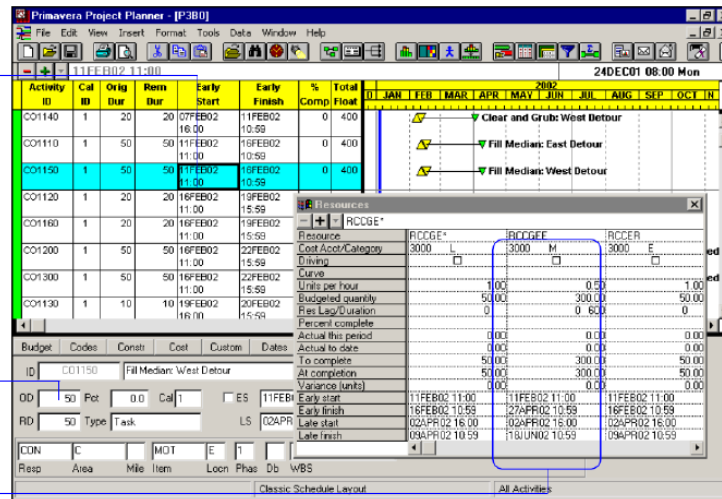 Primavera Project Planner - [P3B0]
File Edit View Insert Format Tools Data Window Help
11FEB02 11:00 24DEC01 08:00 Mon
Activity Cal Orig Rem Early Early % Total 2002
ID ID Dur Dur Start Finish Comp Float D JAN FEB MAR APR MAY JUN JUL AUG SEP OCT N
CO1140 1 20 20 07FEB02 11FEB02 0 400 Clear and Grub: West Detour
16:00 10:59
CO1110 1 50 50 11FEB02 16FEB02 0 400 Fill Median: East Detour
11:00 10:59
CO1150 1 50 50 11FEB02 16FEB02 0 400 Fill Median: West Detour
11:00 10:59
CO1120 1 20 20 16FEB02 19FEB02
11:00 15:59
CO1160 1 20 20 16FEB02 19FEB02
11:00 15:59
CO1200 1 50 50 16FEB02 22FEB02 ed
11:00 15:59
CO1300 1 50 50 16FEB02 22FEB02 ed
11:00 15:59
CO1130 1 10 10 19FEB02 20FEB02
16:00 15:59
Resources
RCCGE*
Resource RCCGE* RCCGEE RCCER
Cost Acct/Category 3000 L 3000 M 3000 E
Driving
Curve
Units per hour 1.00 0.50 1.00
Budgeted quantity 50.00 300.00 50.00
Res Lag/Duration 0 0 600 0
Percent complete
Actual this period 0.00 0.00 0.00
Actual to date 0.00 0.00 0.00
To complete 50.00 300.00 50.00
At completion 50.00 300.00 50.00
Variance (units) 0.00 0.00 0.00
Early start 11FEB02 11:00 11FEB02 11:00 11FEB02 11:00
Early finish 16FEB02 10:59 27APR02 10:59 16FEB02 10:59
Late start 02APR02 16:00 02APR02 16:00 02APR02 16:00
Late finish 09APR02 10:59 18JUN02 10:59 09APR02 10:59
Budget Codes Constr Cost Custom Dates
ID CO1150 Fill Median: West Detour
OD 50 Pct 0.0 Cal 1 ES 11FEB
RD 50 Type Task LS 02APR
CON C MOT E 1
Resp Area Mile Item Locn Phas Db WBS
Classic Schedule Layout All Activities